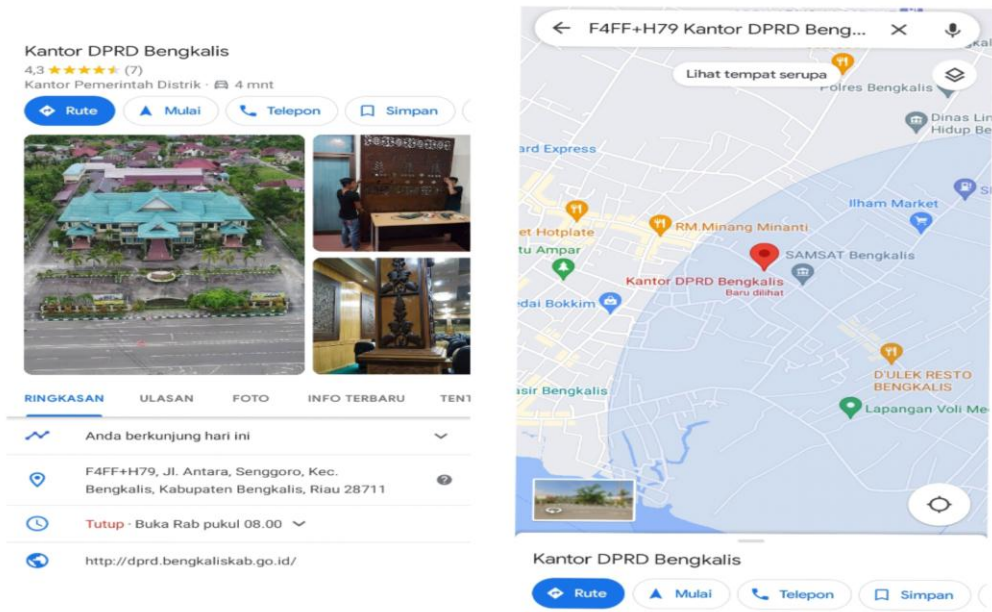 Kantor DPRD Bengkalis
4,3 ★★★★★ (7)
Kantor Pemerintah Distrik · 4 mnt
Rute
Mulai
Telepon
Simpan
RINGKASAN
ULASAN
FOTO
INFO TERBARU
Anda berkunjung hari ini
F4FF+H79, Jl. Antara, Senggoro, Kec.
Bengkalis, Kabupaten Bengkalis, Riau 28711
Tutup · Buka Rab pukul 08.00
http://dprd.bengkaliskab.go.id/
F4FF+H79 Kantor DPRD Beng...
Lihat tempat serupa
Polres Bengkalis
Dinas Lin
Hidup Be
ard Express
Ilham Market
et Hotplate
RM.Minang Minanti
tu Ampar
SAMSAT Bengkalis
Kantor DPRD Bengkalis
Baru dilihat
edai Bokkim
D'ULEK RESTO
BENGKALIS
asir Bengkalis
Lapangan Voli Me
Kantor DPRD Bengkalis
Rute
Mulai
Telepon
Simpan